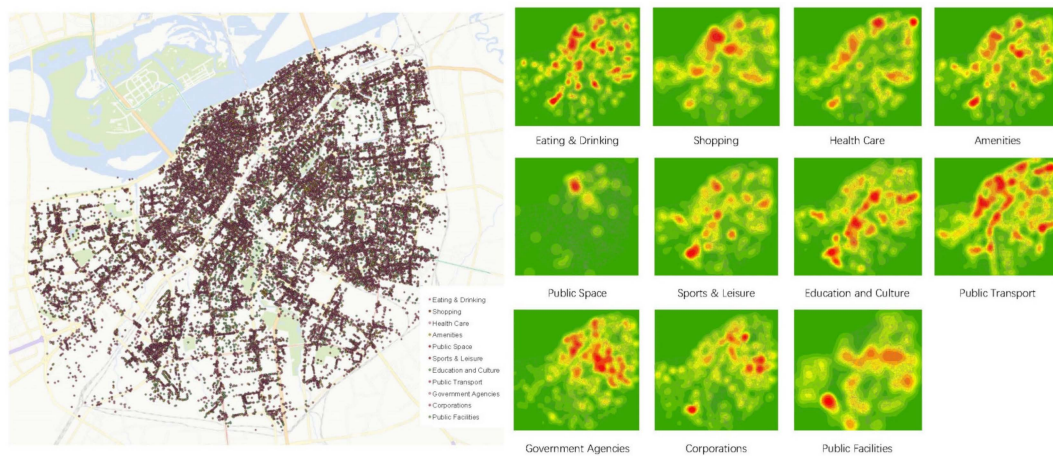 Eating & Drinking
Shopping
Health Care
Amenities
Public Space
Sports & Leisure
Education and Culture
Public Transport
Government Agencies
Corporations
Public Facilities
Eating & Drinking
Shopping
Health Care
Amenities
Public Space
Sports & Leisure
Education and Culture
Public Transport
Government Agencies
Corporations
Public Facilities